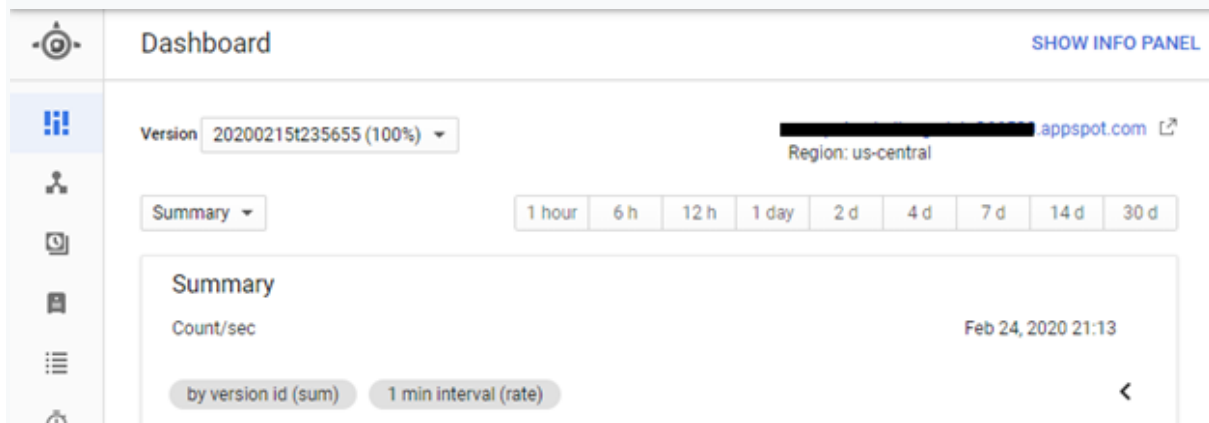 Dashboard SHOW INFO PANEL
Version 20200215t235655 (100%) .appspot.com
Region: us-central
Summary 1 hour 6 h 12 h 1 day 2 d 4 d 7 d 14 d 30 d
Summary
Count/sec Feb 24, 2020 21:13
by version id (sum) 1 min interval (rate)